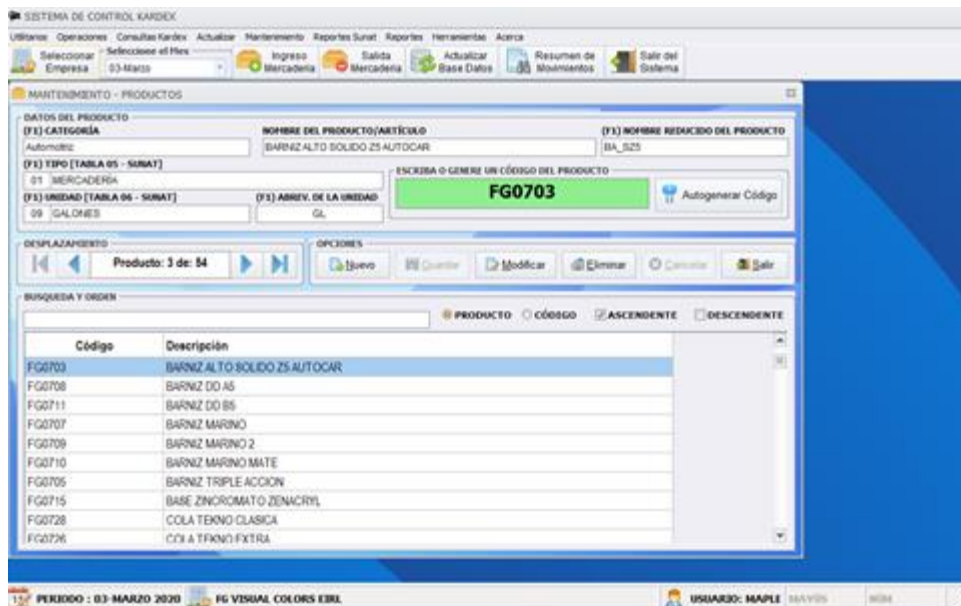 SISTEMA DE CONTROL KARDEX
Utilitarios Operaciones Consultas Kardex Actualizar Mantenimiento Reportes Sunat Reportes Herramientas Acerca
Seleccionar Empresa
Seleccione el Mes
03-Marzo
Ingreso Mercadería
Salida Mercadería
Actualizar Base Datos
Resumen de Movimientos
Salir del Sistema
MANTENIMIENTO - PRODUCTOS
DATOS DEL PRODUCTO
(F1) CATEGORÍA
NOMBRE DEL PRODUCTO/ARTÍCULO
(F1) NOMBRE REDUCIDO DEL PRODUCTO
Automotriz
BARNIZ ALTO SOLIDO Z5 AUTOCAR
BA_SZ5
(F1) TIPO [TABLA 05 - SUNAT]
01 MERCADERÍA
ESCRIBA O GENERE UN CÓDIGO DEL PRODUCTO
FG0703
Autogenerar Código
(F1) UNIDAD [TABLA 06 - SUNAT]
(F1) ABREV. DE LA UNIDAD
09 GALONES
GL
DESPLAZAMIENTO
Producto: 3 de: 84
OPCIONES
Nuevo
Guardar
Modificar
Eliminar
Cancelar
Salir
BUSQUEDA Y ORDEN
PRODUCTO CÓDIGO ASCENDENTE DESCENDENTE
Código Descripción
FG0703 BARNIZ ALTO SOLIDO Z5 AUTOCAR
FG0708 BARNIZ DD A5
FG0711 BARNIZ DD B5
FG0707 BARNIZ MARINO
FG0709 BARNIZ MARINO 2
FG0710 BARNIZ MARINO MATE
FG0705 BARNIZ TRIPLE ACCION
FG0715 BASE ZINCROMATO ZENACRYL
FG0728 COLA TEKNO CLASICA
FG0726 COLA TEKNO EXTRA
PERIODO : 03-MARZO 2020
FG VISUAL COLORS EIRL
USUARIO: MAPLE
MAYÚS
NÚM